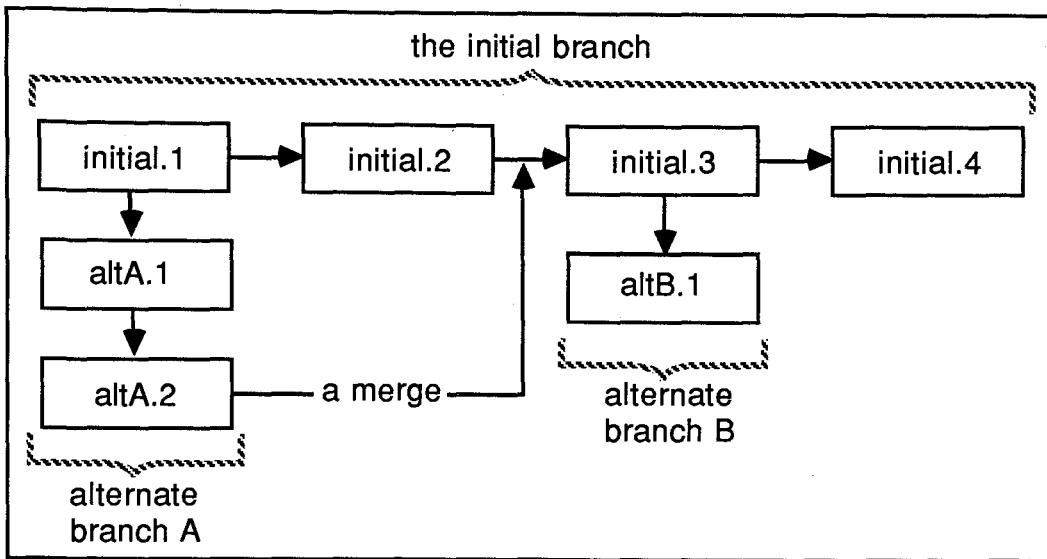 the initial branch
initial.1
initial.2
initial.3
initial.4
altA.1
altB.1
altA.2
a merge
alternate
branch B
alternate
branch A